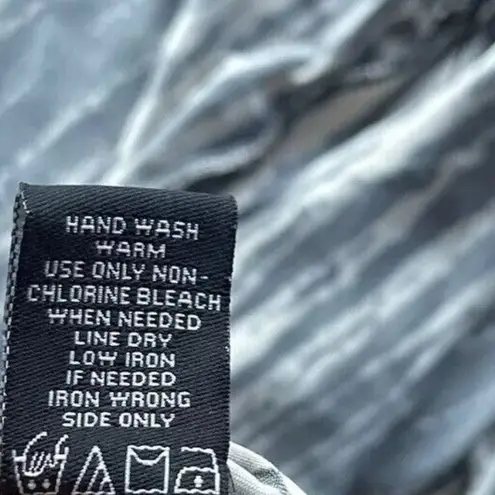 HAND WASH
WARM
USE ONLY NON-
CHLORINE BLEACH
WHEN NEEDED
LINE DRY
LOW IRON
IF NEEDED
IRON WRONG
SIDE ONLY